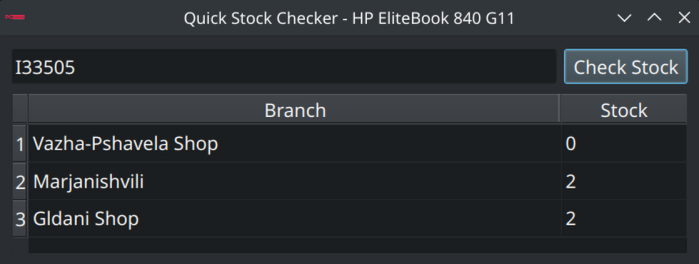 Quick Stock Checker - HP EliteBook 840 G11
I33505 Check Stock
Branch Stock
1 Vazha-Pshavela Shop 0
2 Marjanishvili 2
3 Gldani Shop 2